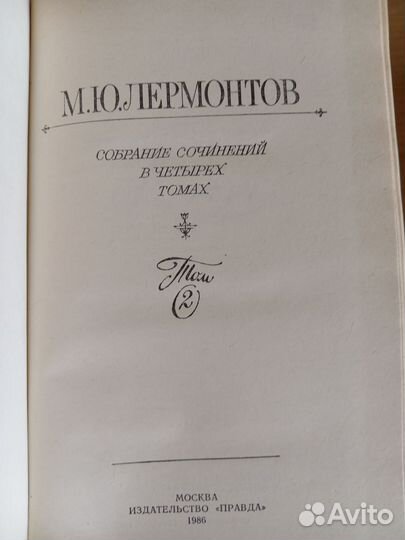 М.Ю.ЛЕРМОНТОВ
СОБРАНИЕ СОЧИНЕНИЙ
В ЧЕТЫРЕХ
ТОМАХ
Том
2
МОСКВА
ИЗДАТЕЛЬСТВО «ПРАВДА»
1986
Avito